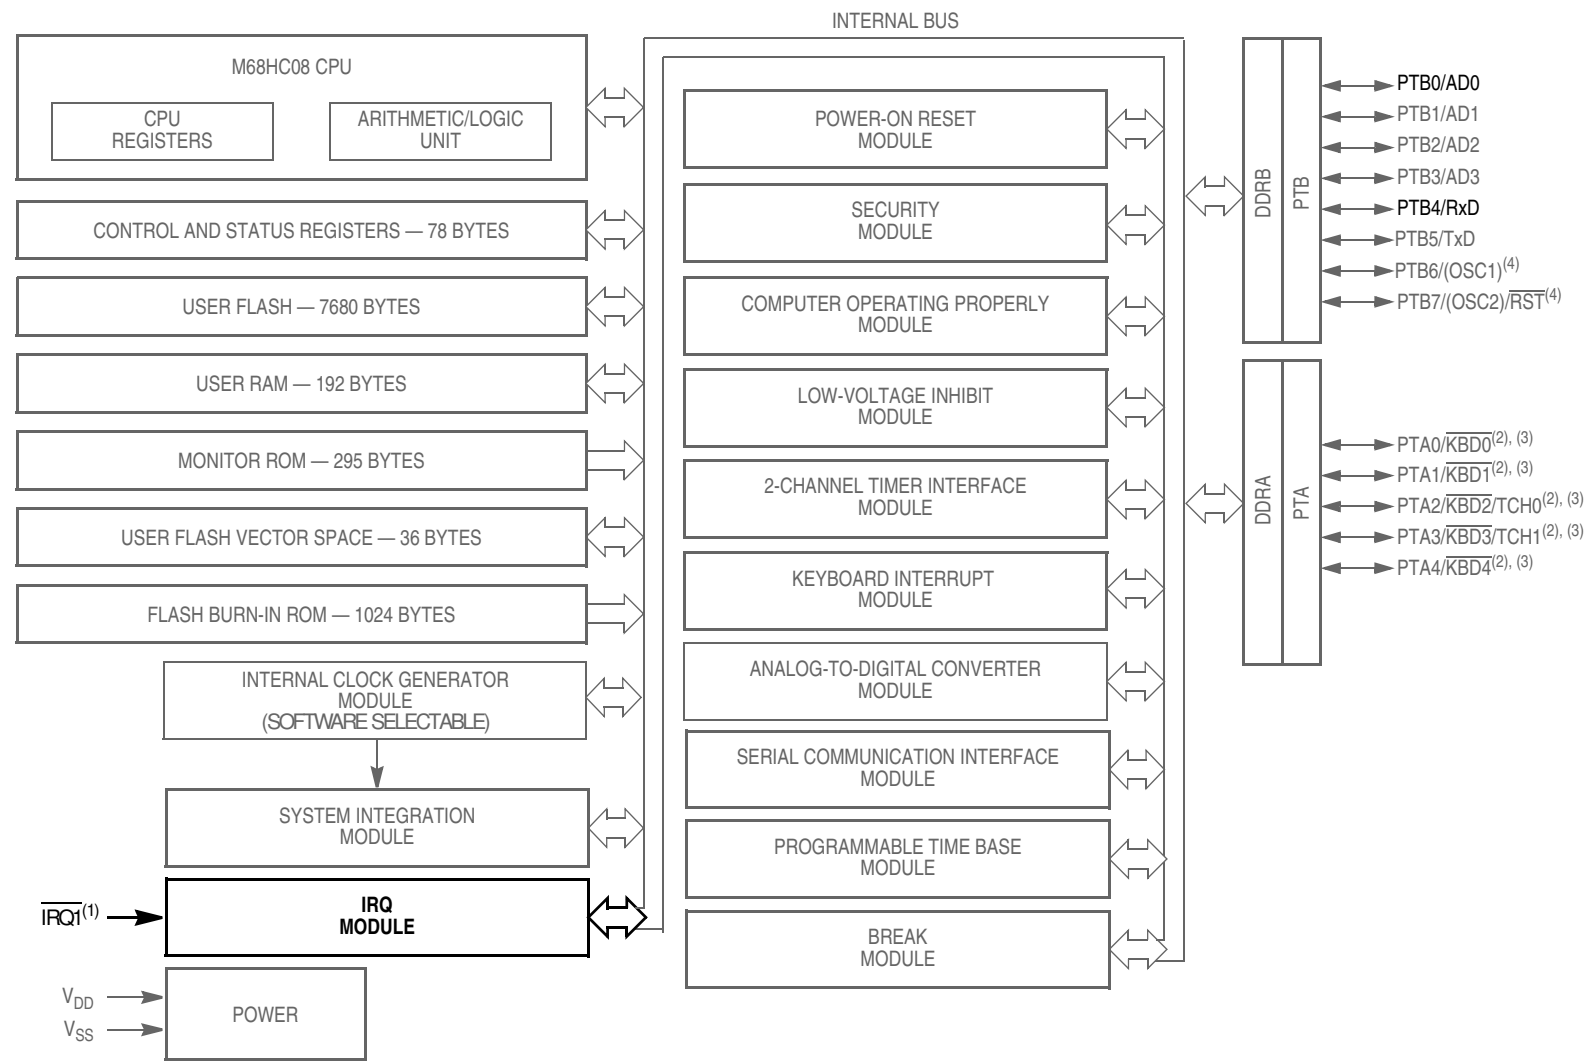 INTERNAL BUS
M68HC08 CPU
CPU
REGISTERS
ARITHMETIC/LOGIC
UNIT
CONTROL AND STATUS REGISTERS — 78 BYTES
USER FLASH — 7680 BYTES
USER RAM — 192 BYTES
MONITOR ROM — 295 BYTES
USER FLASH VECTOR SPACE — 36 BYTES
FLASH BURN-IN ROM — 1024 BYTES
INTERNAL CLOCK GENERATOR
MODULE
(SOFTWARE SELECTABLE)
SYSTEM INTEGRATION
MODULE
IRQ1(1)
IRQ
MODULE
VDD
VSS
POWER
POWER-ON RESET
MODULE
SECURITY
MODULE
COMPUTER OPERATING PROPERLY
MODULE
LOW-VOLTAGE INHIBIT
MODULE
2-CHANNEL TIMER INTERFACE
MODULE
KEYBOARD INTERRUPT
MODULE
ANALOG-TO-DIGITAL CONVERTER
MODULE
SERIAL COMMUNICATION INTERFACE
MODULE
PROGRAMMABLE TIME BASE
MODULE
BREAK
MODULE
DDRB
PTB
PTB0/AD0
PTB1/AD1
PTB2/AD2
PTB3/AD3
PTB4/RxD
PTB5/TxD
PTB6/(OSC1)(4)
PTB7/(OSC2)/RST(4)
DDRA
PTA
PTA0/KBD0(2), (3)
PTA1/KBD1(2), (3)
PTA2/KBD2/TCH0(2), (3)
PTA3/KBD3/TCH1(2), (3)
PTA4/KBD4(2), (3)